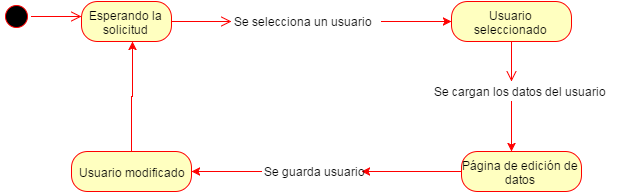 Esperando la
solicitud
Se selecciona un usuario
Usuario
seleccionado
Se cargan los datos del usuario
Página de edición de
datos
Se guarda usuario
Usuario modificado